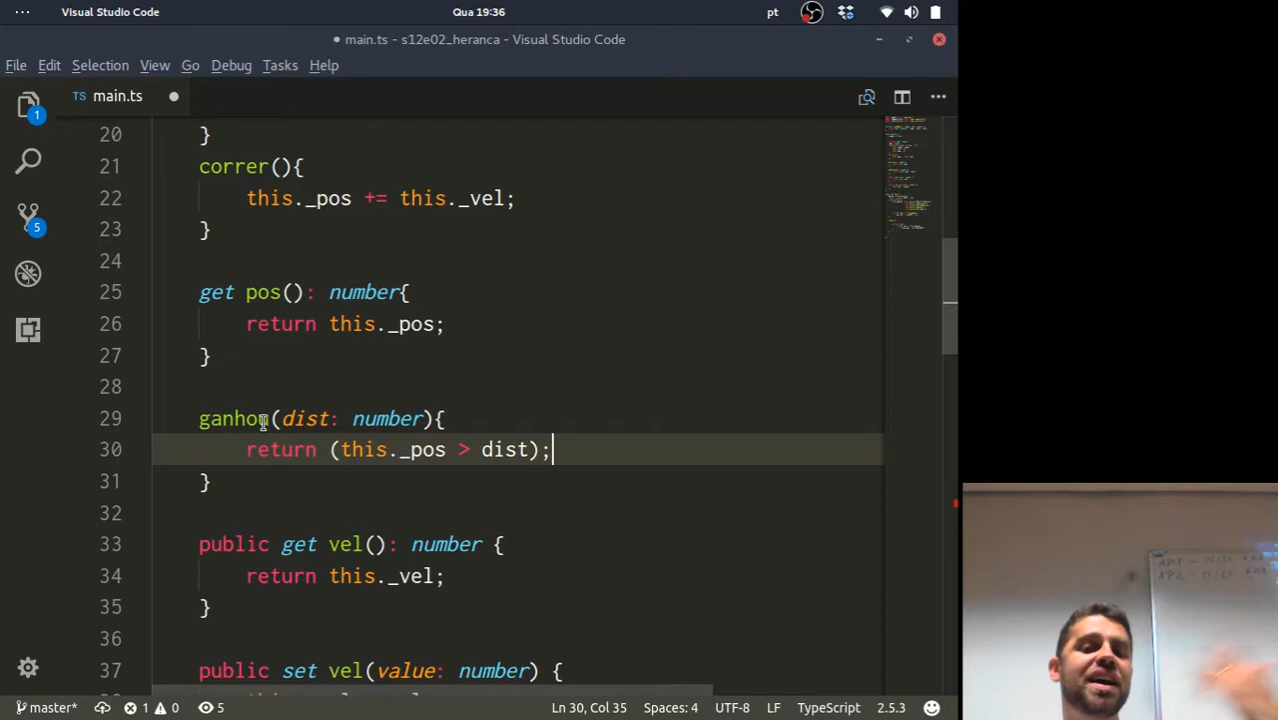 Visual Studio Code
Qua 19:36
pt
main.ts - s12e02_heranca - Visual Studio Code
File Edit Selection View Go Debug Tasks Help
TS main.ts
1
5
20 }
21 correr(){
22 this._pos += this._vel;
23 }
24
25 get pos(): number{
26 return this._pos;
27 }
28
29 ganhou(dist: number){
30 return (this._pos > dist);
31 }
32
33 public get vel(): number {
34 return this._vel;
35 }
36
37 public set vel(value: number) {
master* 1 0 5 Ln 30, Col 35 Spaces: 4 UTF-8 LF TypeScript 2.5.3